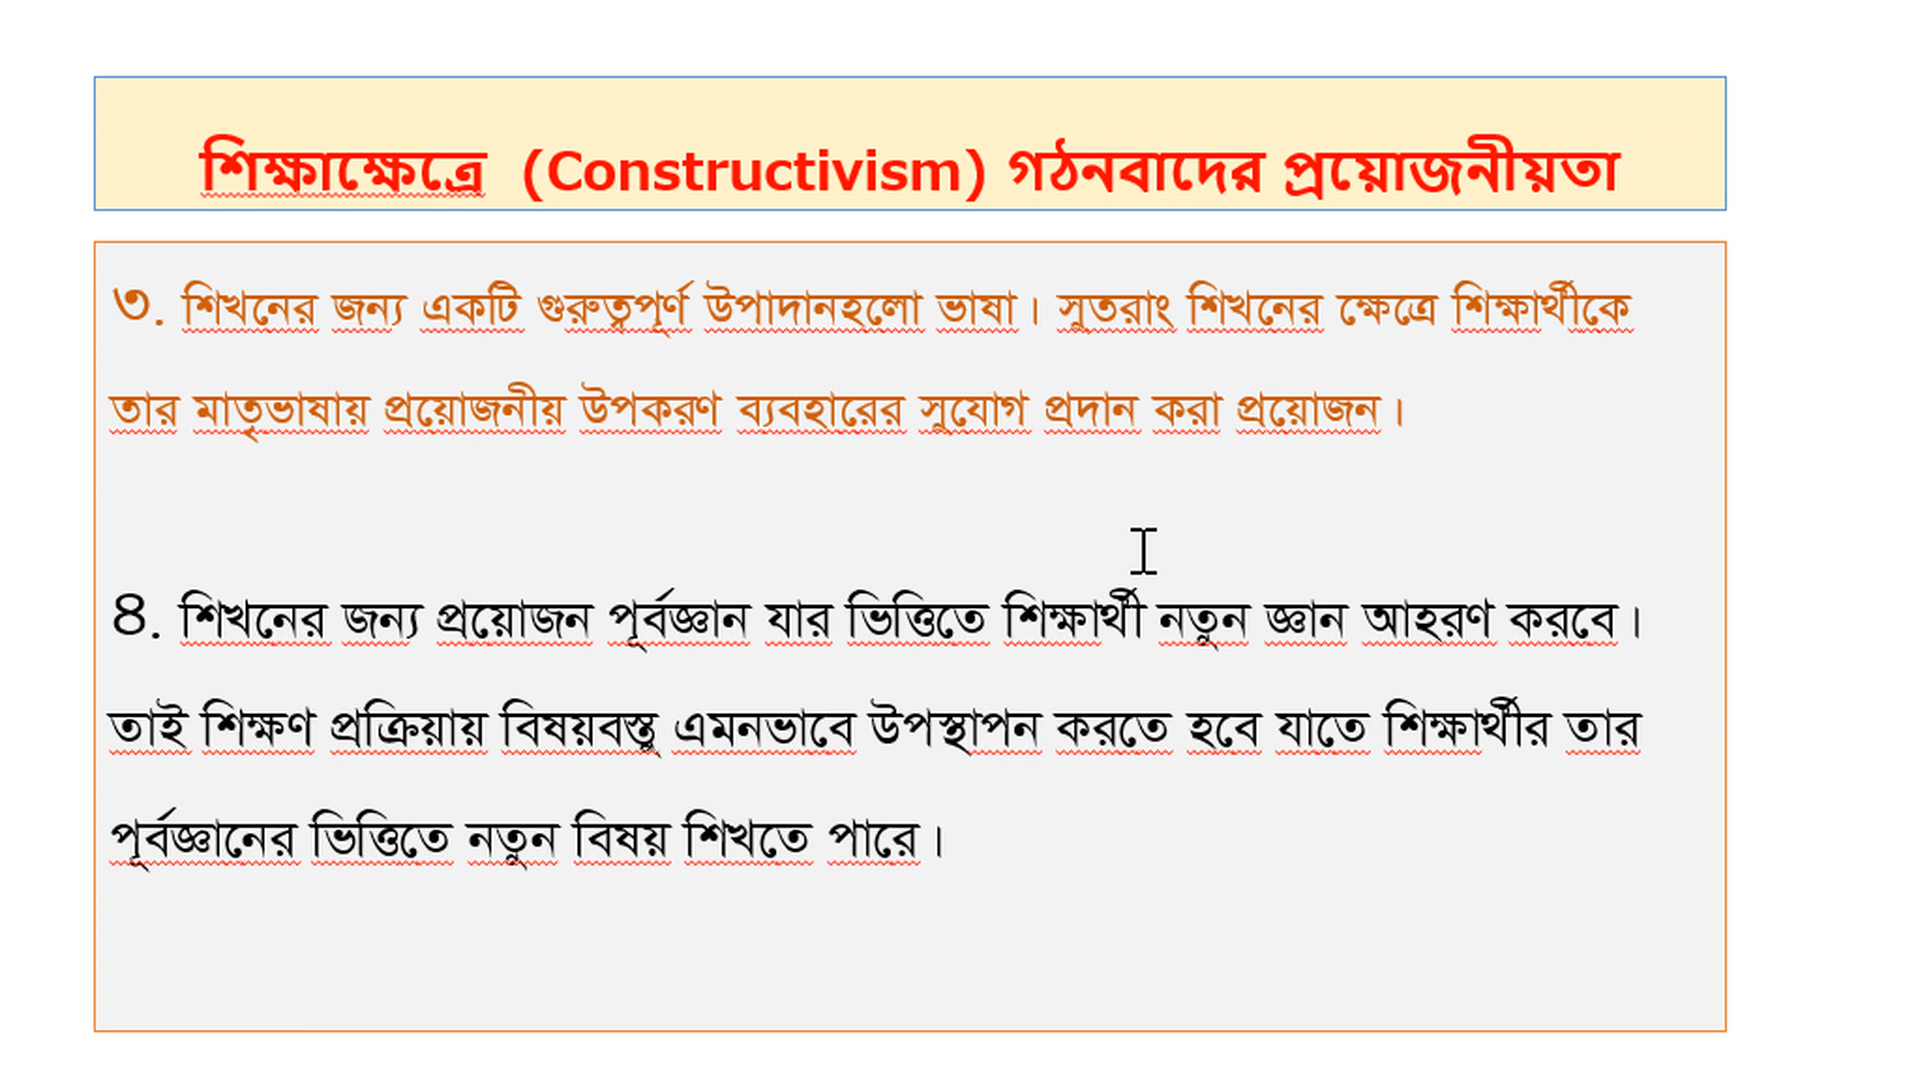 শিক্ষাক্ষেত্রে (Constructivism) গঠনবাদের প্রয়োজনীয়তা
৩. শিখনের জন্য একটি গুরুত্বপূর্ণ উপাদানহলো ভাষা। সুতরাং শিখনের ক্ষেত্রে শিক্ষার্থীকে
তার মাতৃভাষায় প্রয়োজনীয় উপকরণ ব্যবহারের সুযোগ প্রদান করা প্রয়োজন।
৪. শিখনের জন্য প্রয়োজন পূর্বজ্ঞান যার ভিত্তিতে শিক্ষার্থী নতুন জ্ঞান আহরণ করবে।
তাই শিক্ষণ প্রক্রিয়ায় বিষয়বস্তু এমনভাবে উপস্থাপন করতে হবে যাতে শিক্ষার্থীর তার
পূর্বজ্ঞানের ভিত্তিতে নতুন বিষয় শিখতে পারে।